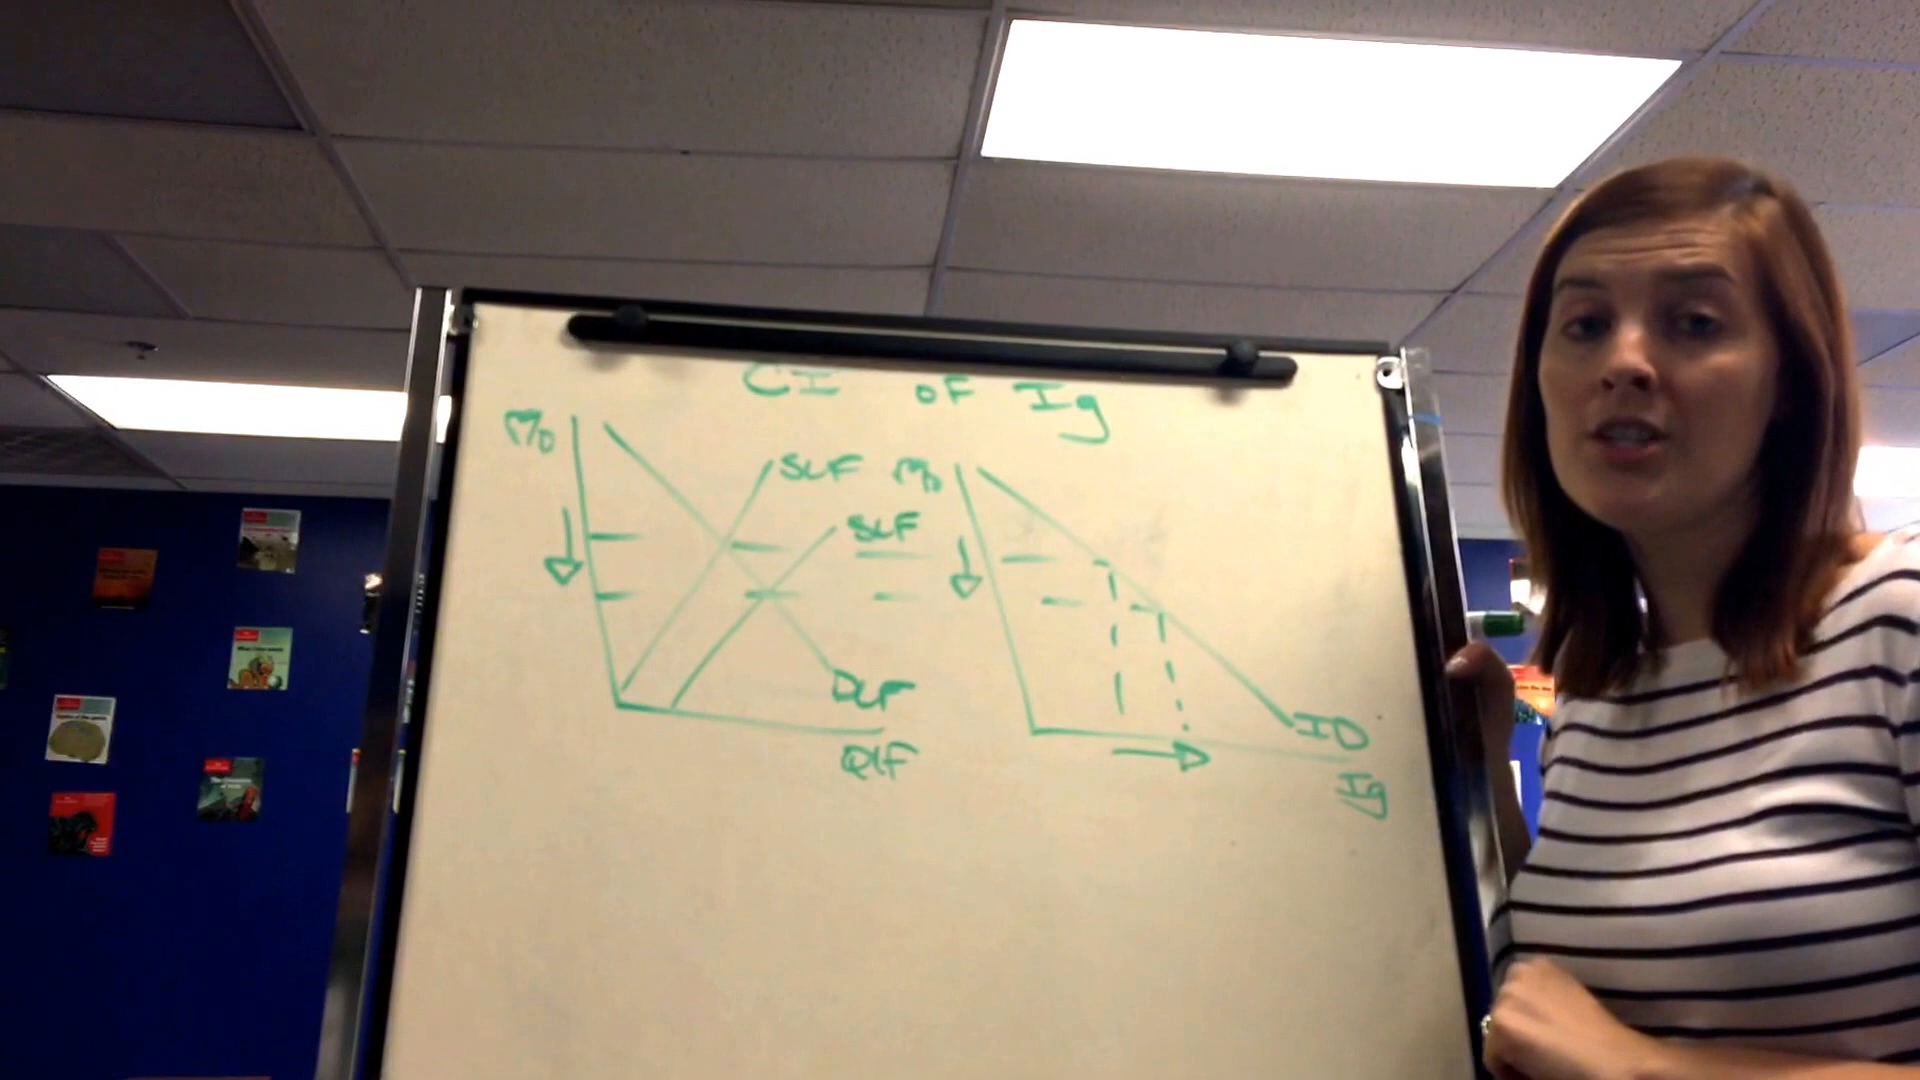 CI OF Ig
r%
SLF
r%
SLF
DLF
QLF
ID
Ig